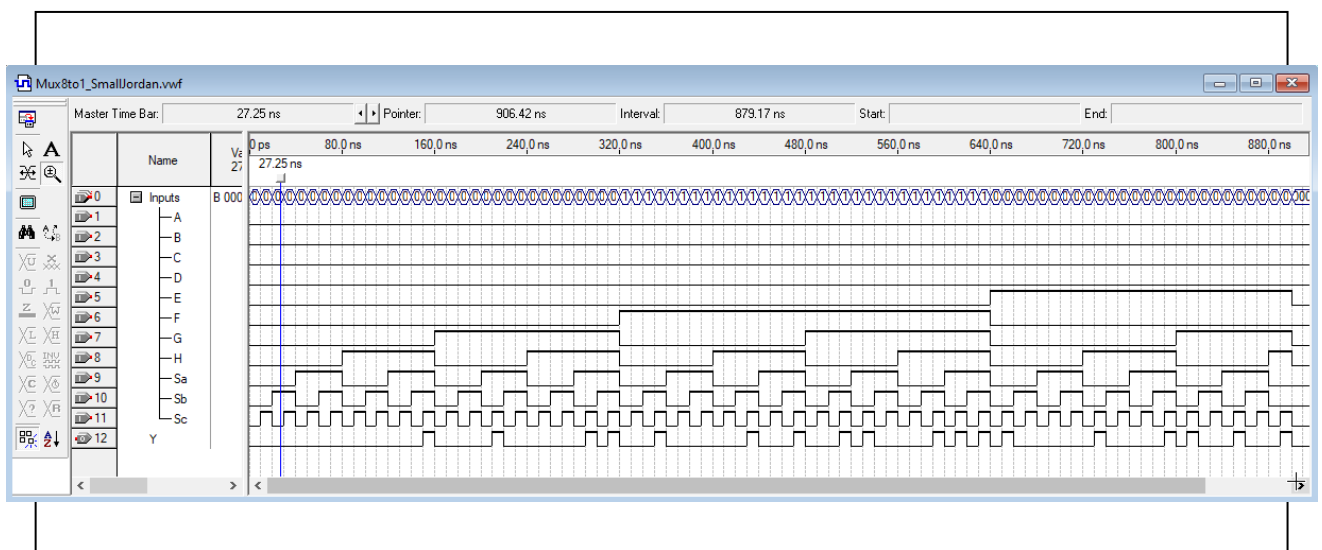 Mux8to1_SmallJordan.vwf
Master Time Bar: 27.25 ns Pointer: 906.42 ns Interval: 879.17 ns Start: End:
Name
Va
27
0 ps 80.0 ns 160.0 ns 240.0 ns 320.0 ns 400.0 ns 480.0 ns 560.0 ns 640.0 ns 720.0 ns 800.0 ns 880.0 ns
27.25 ns
0 Inputs B 000
1 A
2 B
3 C
4 D
5 E
6 F
7 G
8 H
9 Sa
10 Sb
11 Sc
12 Y